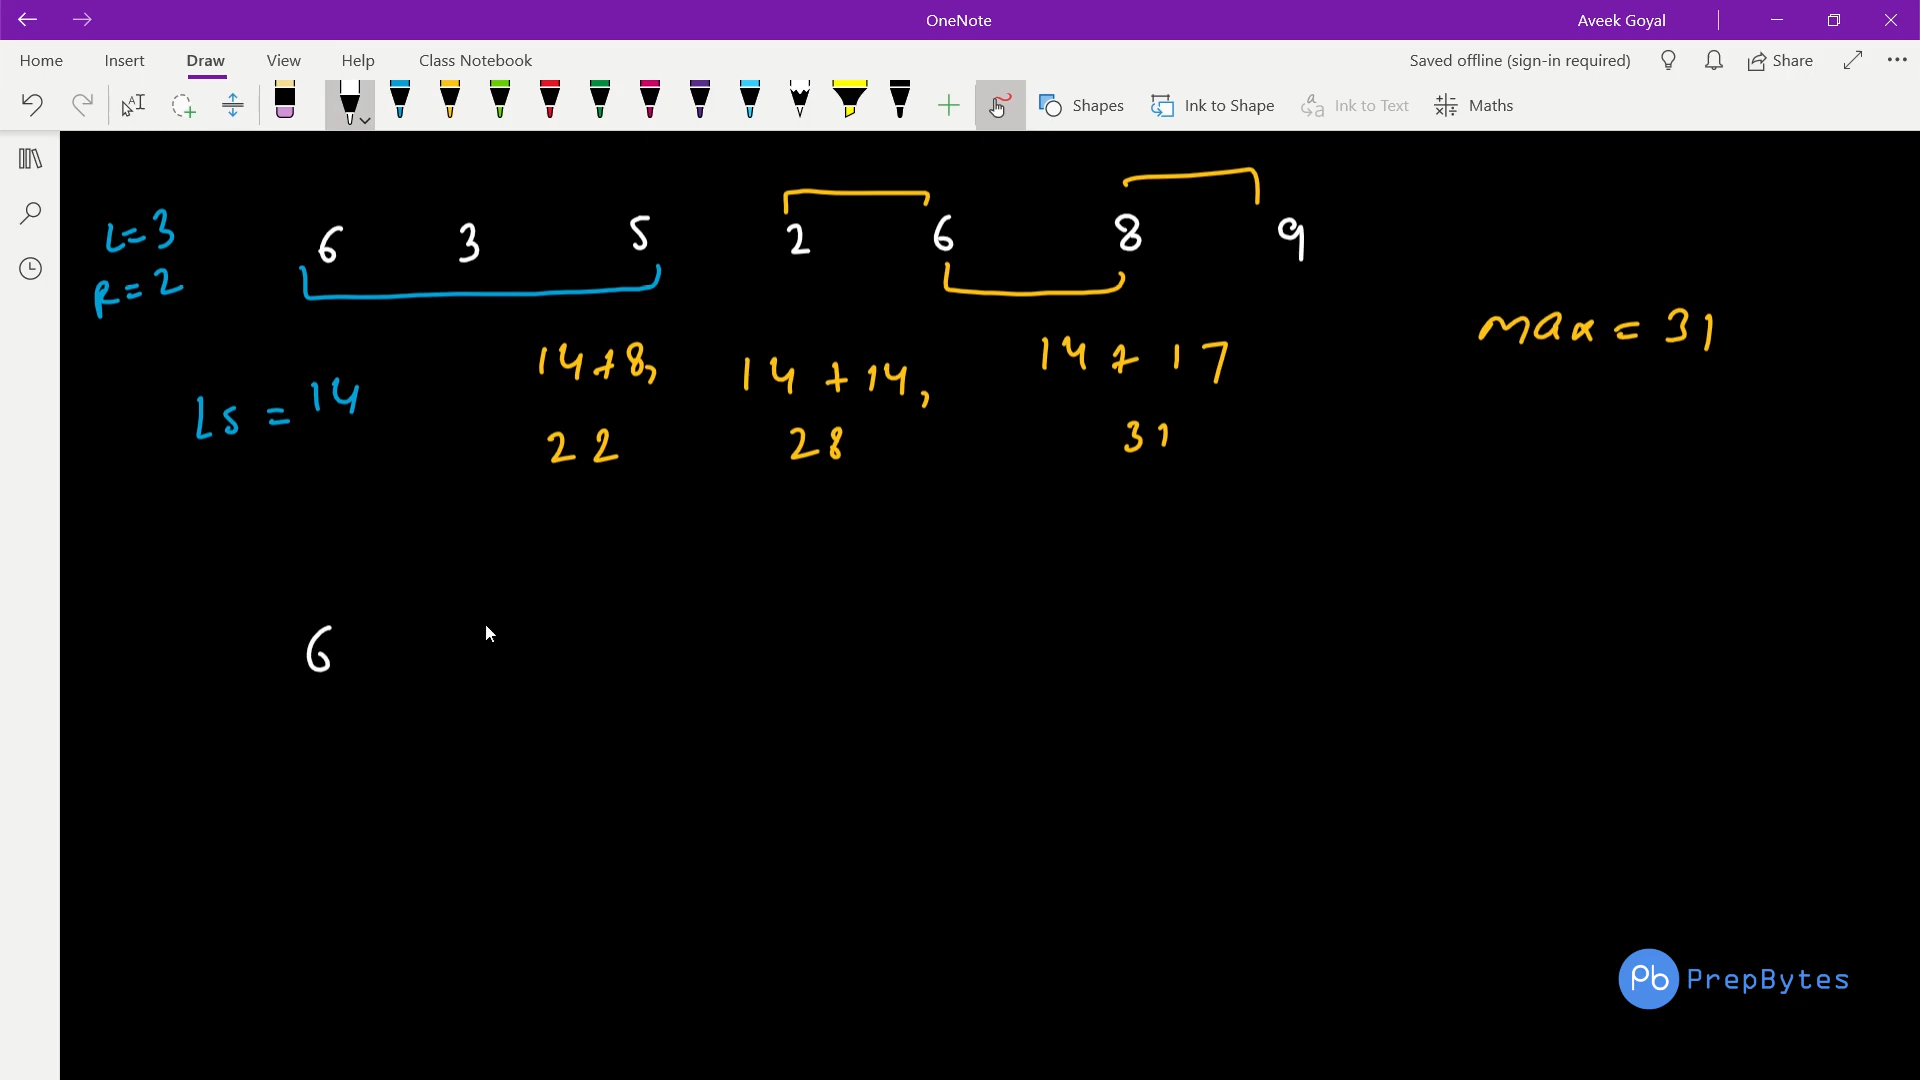 OneNote
Aveek Goyal
Home Insert Draw View Help Class Notebook
Saved offline (sign-in required) Share
Shapes Ink to Shape Ink to Text Maths
L=3
R=2
6 3 5 2 6 8 9
max = 31
LS = 14
14+8, 14+14, 14+17
22 28 31
6
Pb PrepBytes